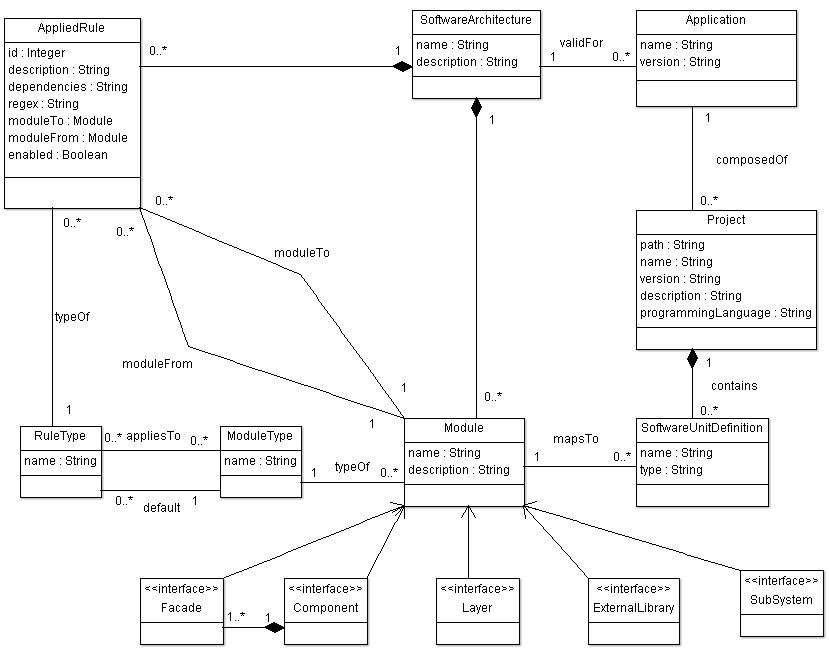 AppliedRule
id : Integer
description : String
dependencies : String
regex : String
moduleTo : Module
moduleFrom : Module
enabled : Boolean
0..*
1
SoftwareArchitecture
name : String
description : String
validFor
1
0..*
Application
name : String
version : String
1
1
composedOf
0..*
Project
path : String
name : String
version : String
description : String
programmingLanguage : String
1
contains
0..*
0..*
0..*
0..*
moduleTo
typeOf
moduleFrom
1
1
1
0..*
RuleType
name : String
0..*
appliesTo
0..*
0..*
default
1
ModuleType
name : String
1
typeOf
0..*
Module
name : String
description : String
mapsTo
1
0..*
SoftwareUnitDefinition
name : String
type : String
<<interface>>
Facade
1..*
1
<<interface>>
Component
<<interface>>
Layer
<<interface>>
ExternalLibrary
<<interface>>
SubSystem